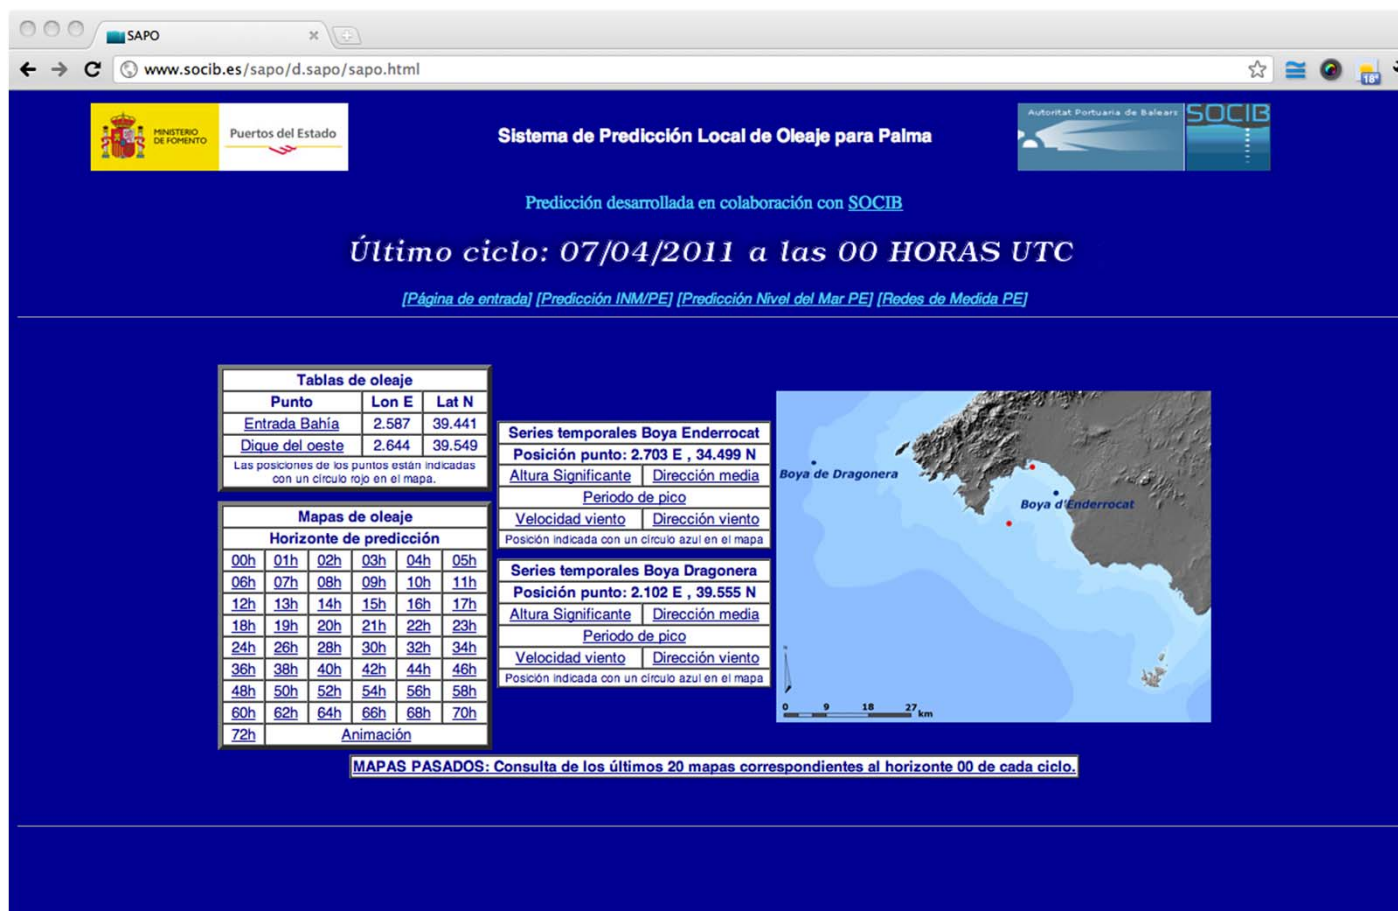 SAPO
www.socib.es/sapo/d.sapo/sapo.html
18°
MINISTERIO
DE FOMENTO
Puertos del Estado
Sistema de Predicción Local de Oleaje para Palma
Autoritat Portuaria de Balears
SOCIB
Predicción desarrollada en colaboración con SOCIB
Último ciclo: 07/04/2011 a las 00 HORAS UTC
[Página de entrada] [Predicción INM/PE] [Predicción Nivel del Mar PE] [Redes de Medida PE]
Tablas de oleaje
Punto Lon E Lat N
Entrada Bahía 2.587 39.441
Dique del oeste 2.644 39.549
Las posiciones de los puntos están indicadas
con un círculo rojo en el mapa.
Mapas de oleaje
Horizonte de predicción
00h 01h 02h 03h 04h 05h
06h 07h 08h 09h 10h 11h
12h 13h 14h 15h 16h 17h
18h 19h 20h 21h 22h 23h
24h 26h 28h 30h 32h 34h
36h 38h 40h 42h 44h 46h
48h 50h 52h 54h 56h 58h
60h 62h 64h 66h 68h 70h
72h Animación
Series temporales Boya Enderrocat
Posición punto: 2.703 E , 34.499 N
Altura Significante Dirección media
Periodo de pico
Velocidad viento Dirección viento
Posición indicada con un círculo azul en el mapa
Series temporales Boya Dragonera
Posición punto: 2.102 E , 39.555 N
Altura Significante Dirección media
Periodo de pico
Velocidad viento Dirección viento
Posición indicada con un círculo azul en el mapa
Boya de Dragonera
Boya d'Enderrocat
N
0 9 18 27 km
MAPAS PASADOS: Consulta de los últimos 20 mapas correspondientes al horizonte 00 de cada ciclo.